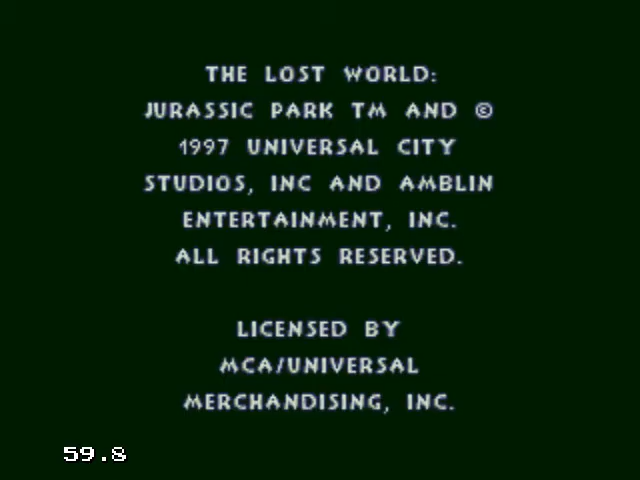 THE LOST WORLD:
JURASSIC PARK TM AND ©
1997 UNIVERSAL CITY
STUDIOS, INC AND AMBLIN
ENTERTAINMENT, INC.
ALL RIGHTS RESERVED.
LICENSED BY
MCA/UNIVERSAL
MERCHANDISING, INC.
59.8